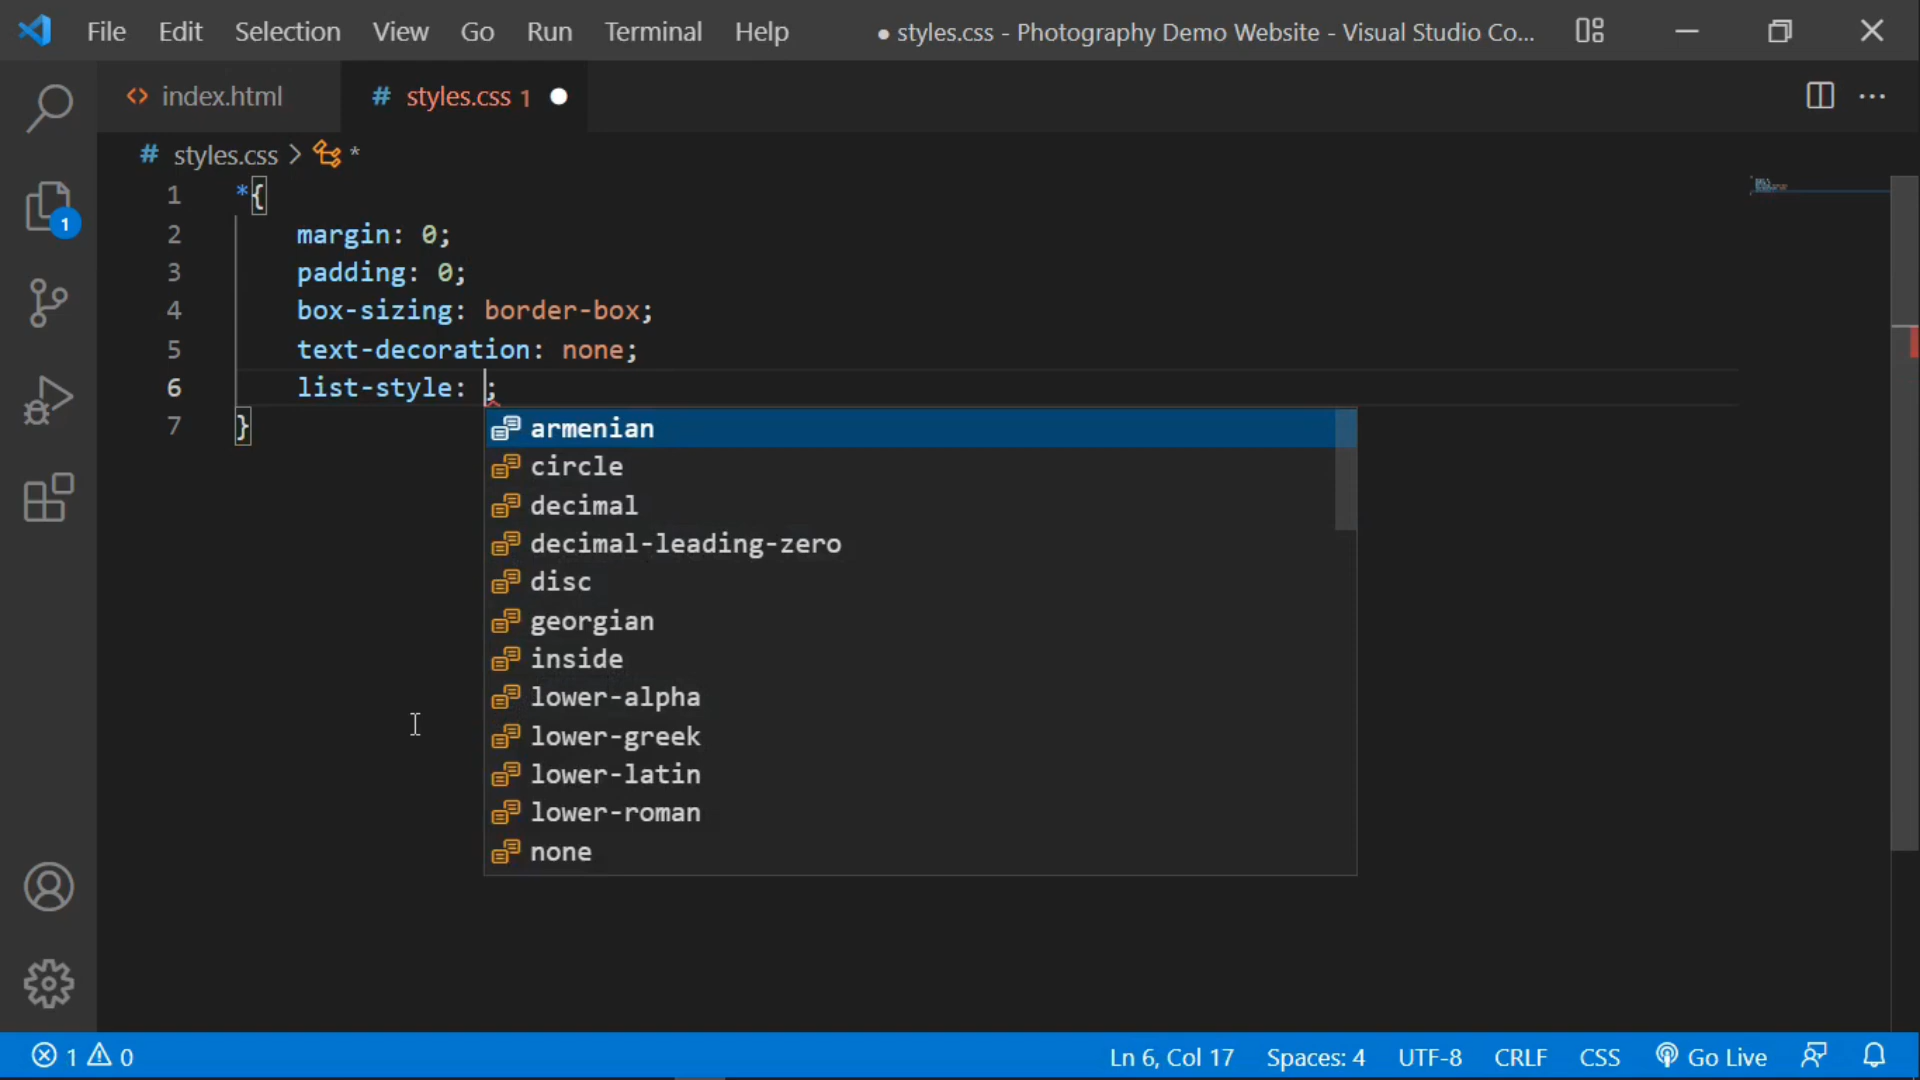 File Edit Selection View Go Run Terminal Help ● styles.css - Photography Demo Website - Visual Studio Co...
<> index.html # styles.css 1 ● ...
# styles.css > *
1 *{
2 margin: 0;
3 padding: 0;
4 box-sizing: border-box;
5 text-decoration: none;
6 list-style: ;
7 }
armenian
circle
decimal
decimal-leading-zero
disc
georgian
inside
lower-alpha
lower-greek
lower-latin
lower-roman
none
1
1 0 Ln 6, Col 17 Spaces: 4 UTF-8 CRLF CSS Go Live